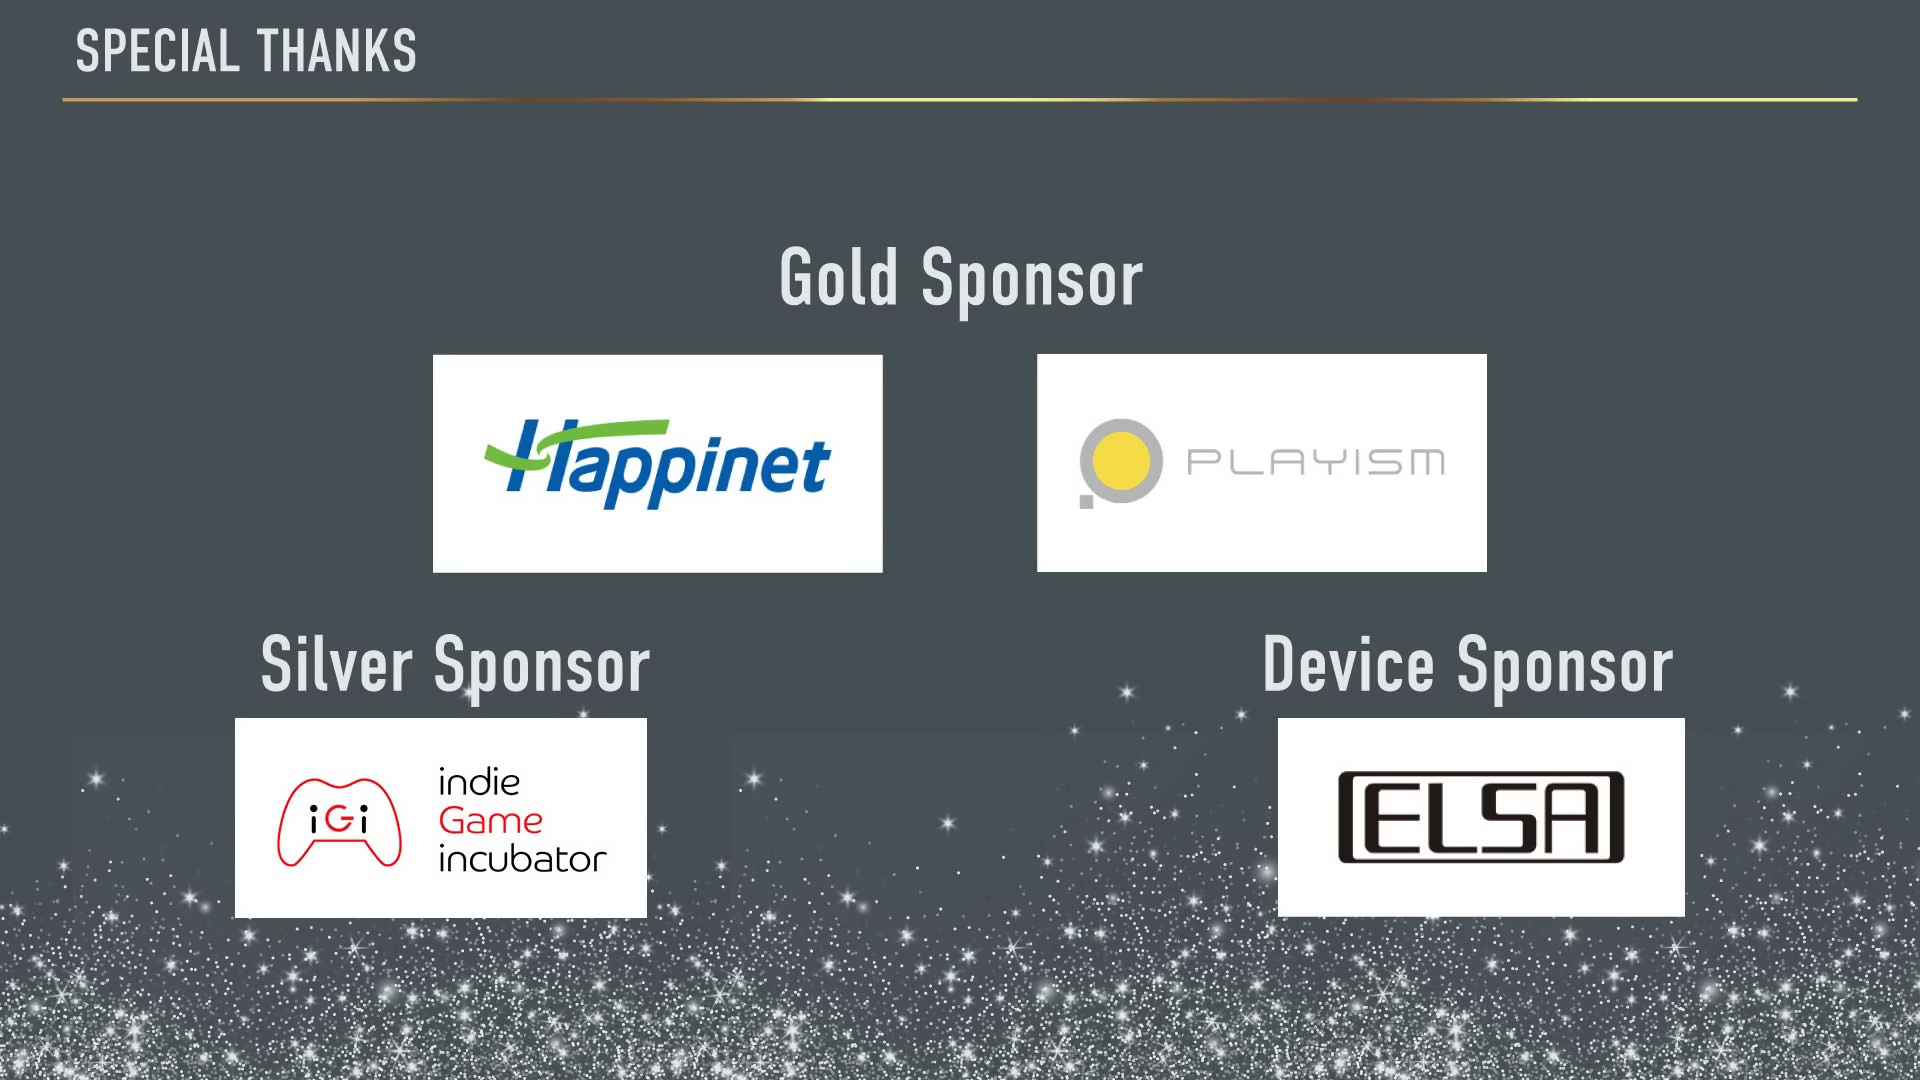 SPECIAL THANKS
Gold Sponsor
Happinet
PLAYISM
Silver Sponsor
Device Sponsor
iGi
indie
Game
incubator
ELSA